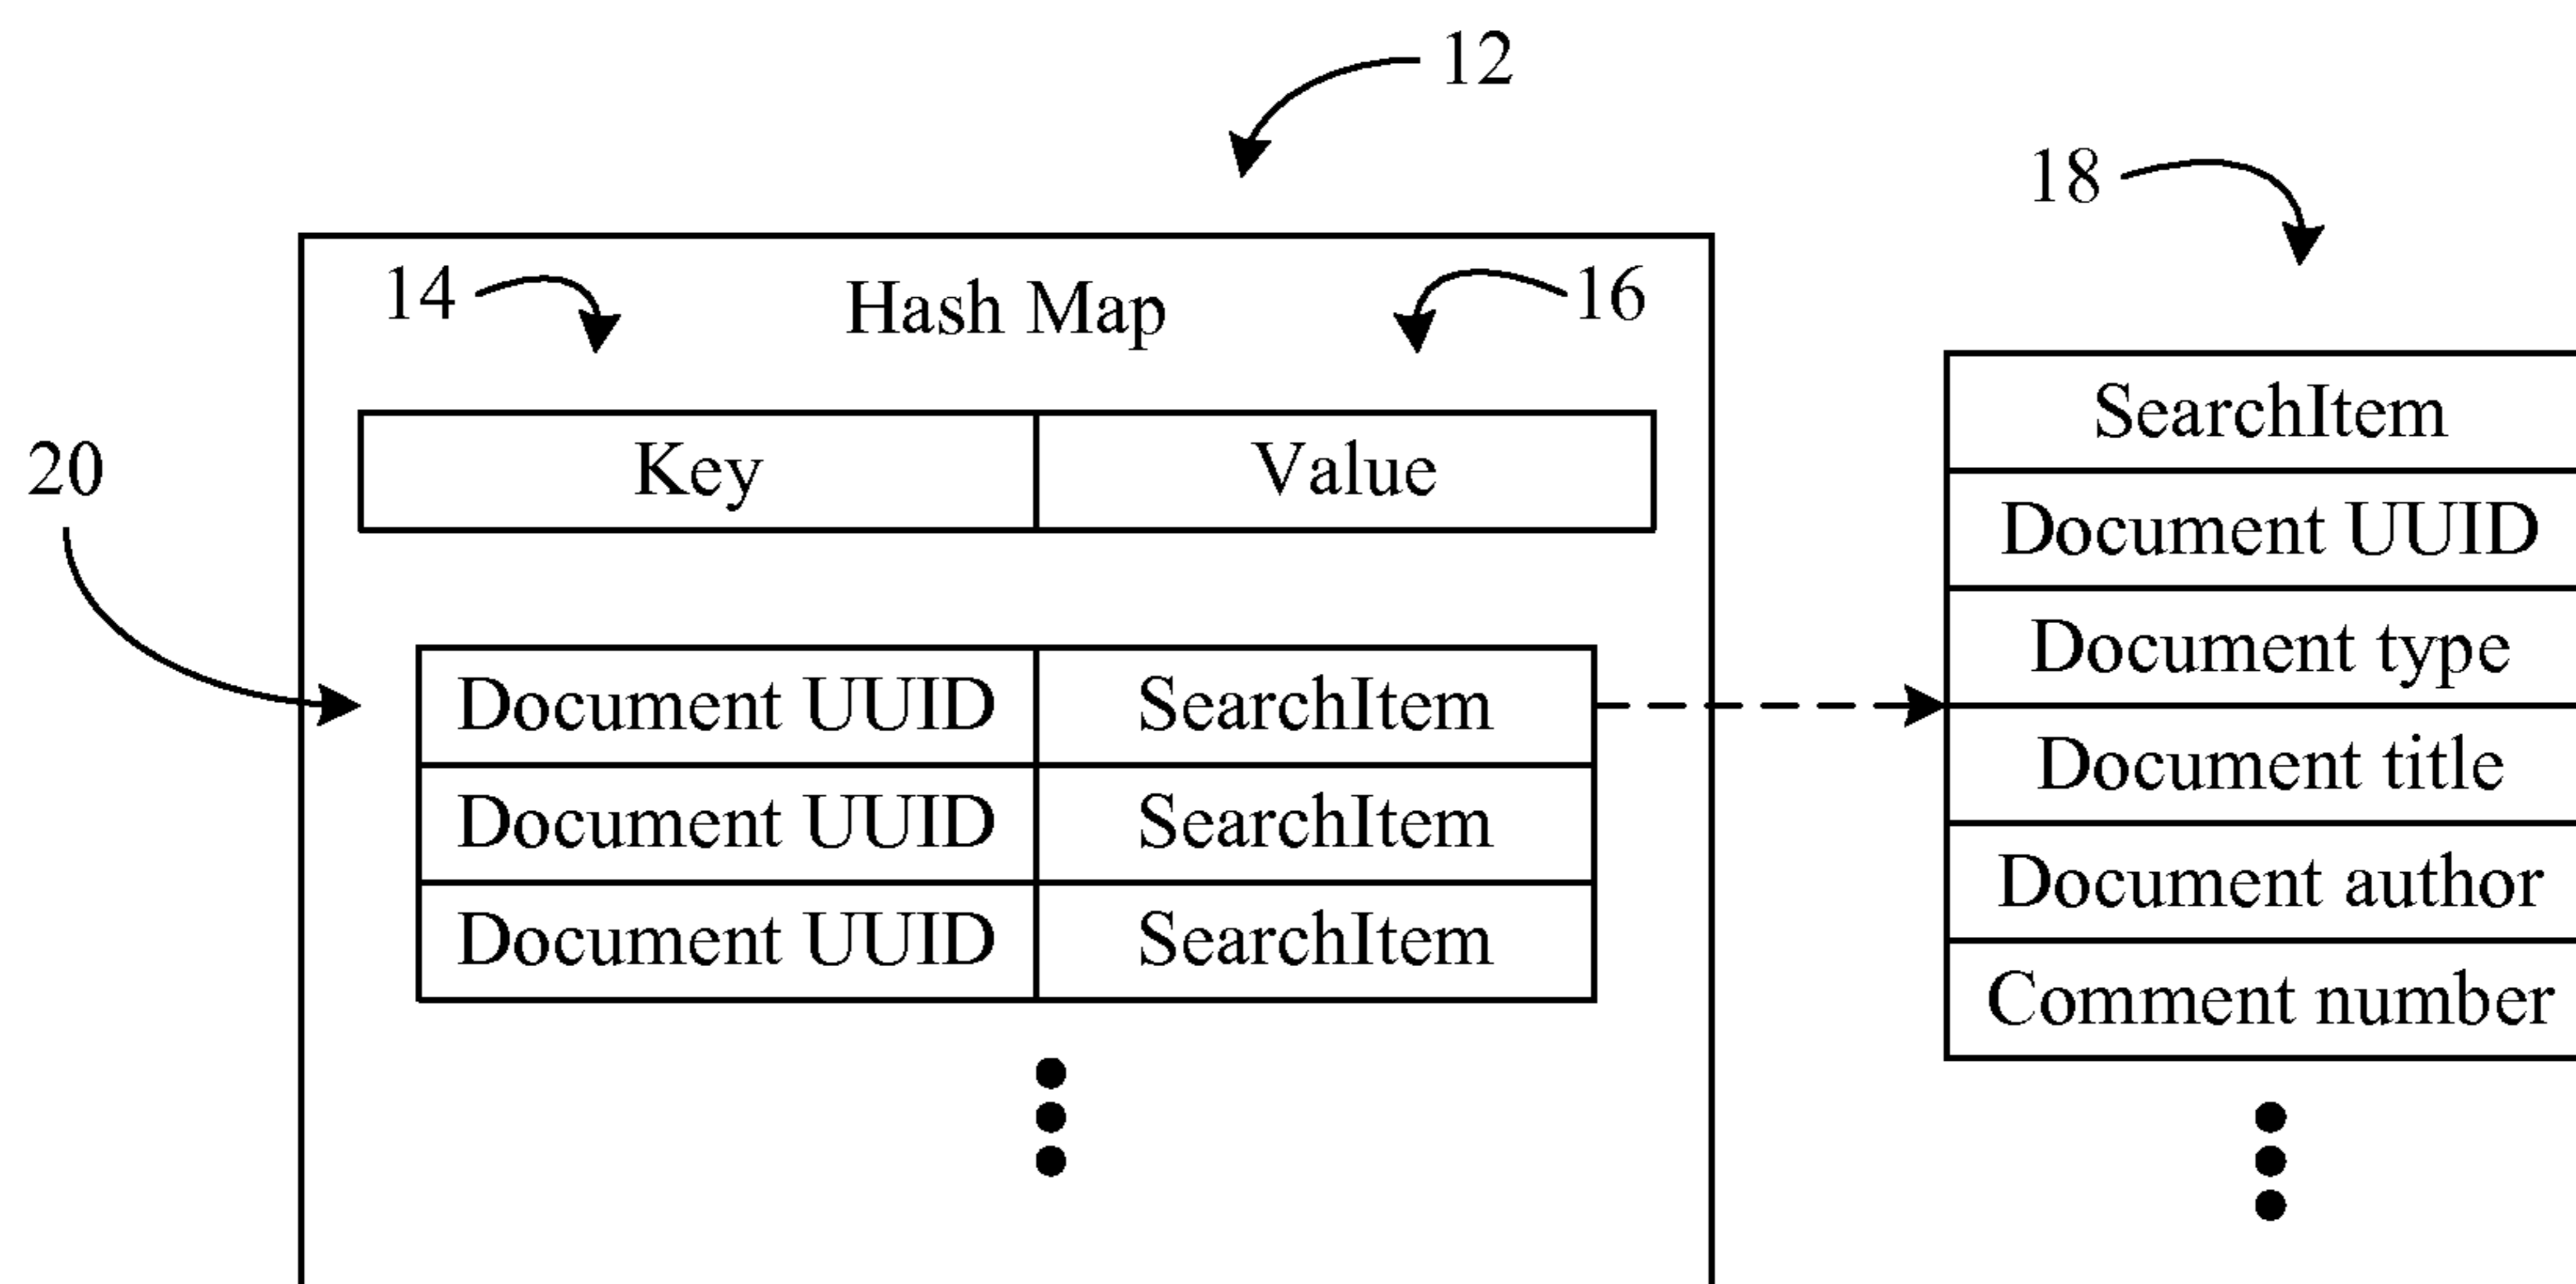 12
18
14
Hash Map
16
Key
Value
20
Document UUID
SearchItem
Document UUID
SearchItem
Document UUID
SearchItem
SearchItem
Document UUID
Document type
Document title
Document author
Comment number